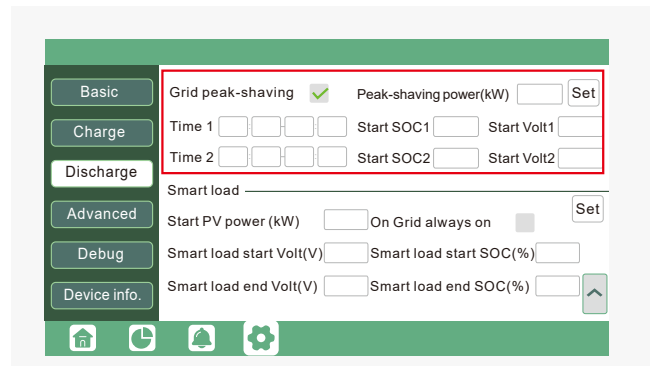 Basic
Charge
Discharge
Advanced
Debug
Device info.
Grid peak-shaving Peak-shaving power(kW) Set
Time 1 : - : Start SOC1 Start Volt1
Time 2 : - : Start SOC2 Start Volt2
Smart load
Set
Start PV power (kW) On Grid always on
Smart load start Volt(V) Smart load start SOC(%)
Smart load end Volt(V) Smart load end SOC(%)